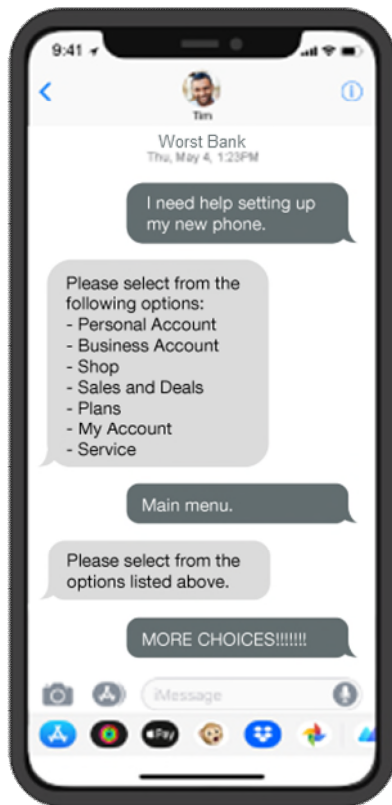 9:41
Tim
Worst Bank
Thu, May 4, 1:23PM
I need help setting up
my new phone.
Please select from the
following options:
- Personal Account
- Business Account
- Shop
- Sales and Deals
- Plans
- My Account
- Service
Main menu.
Please select from the
options listed above.
MORE CHOICES!!!!!!!
iMessage
Pay